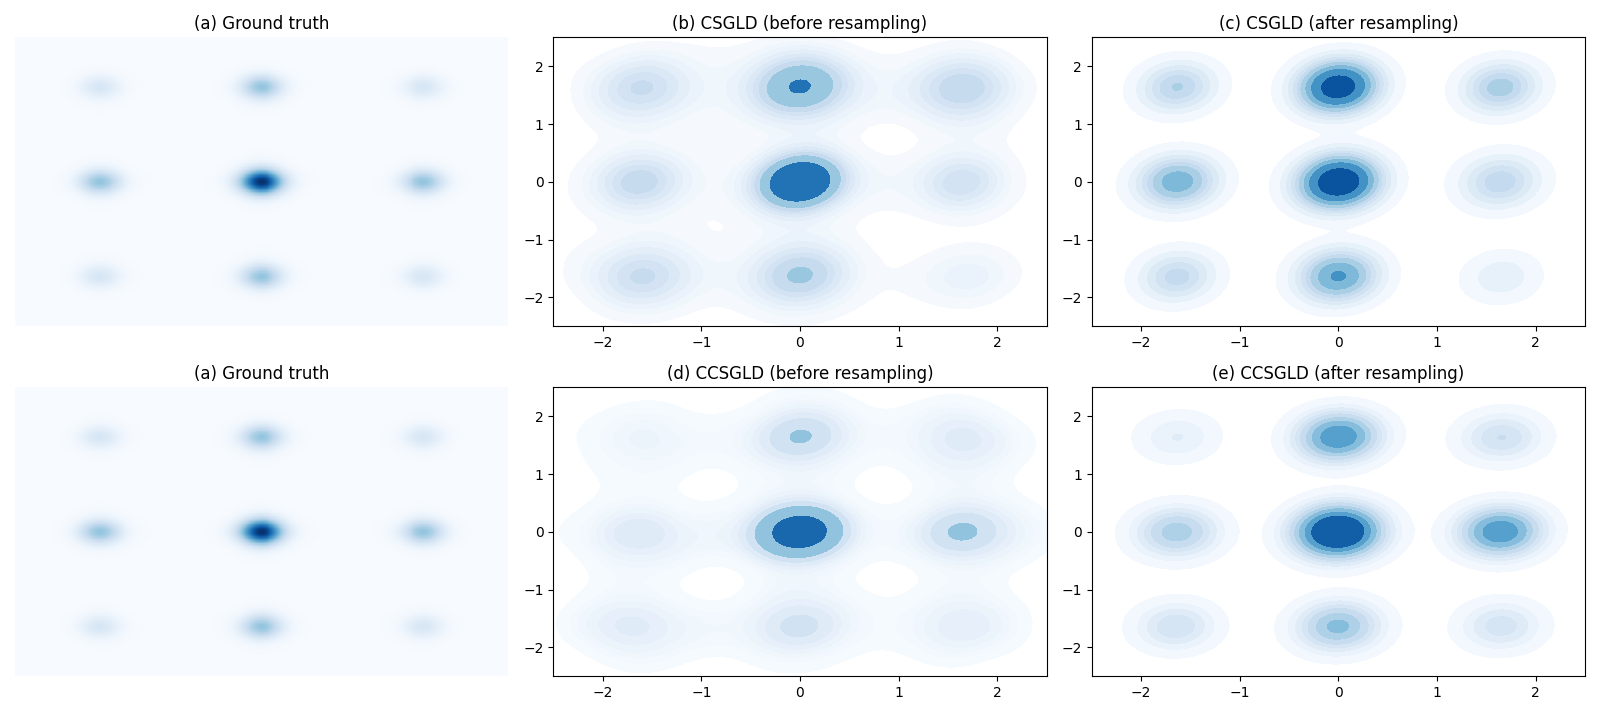 (a) Ground truth
(b) CSGLD (before resampling)
(c) CSGLD (after resampling)
2
1
0
−1
−2
−2 −1 0 1 2
2
1
0
−1
−2
−2 −1 0 1 2
(a) Ground truth
(d) CCSGLD (before resampling)
(e) CCSGLD (after resampling)
2
1
0
−1
−2
−2 −1 0 1 2
2
1
0
−1
−2
−2 −1 0 1 2